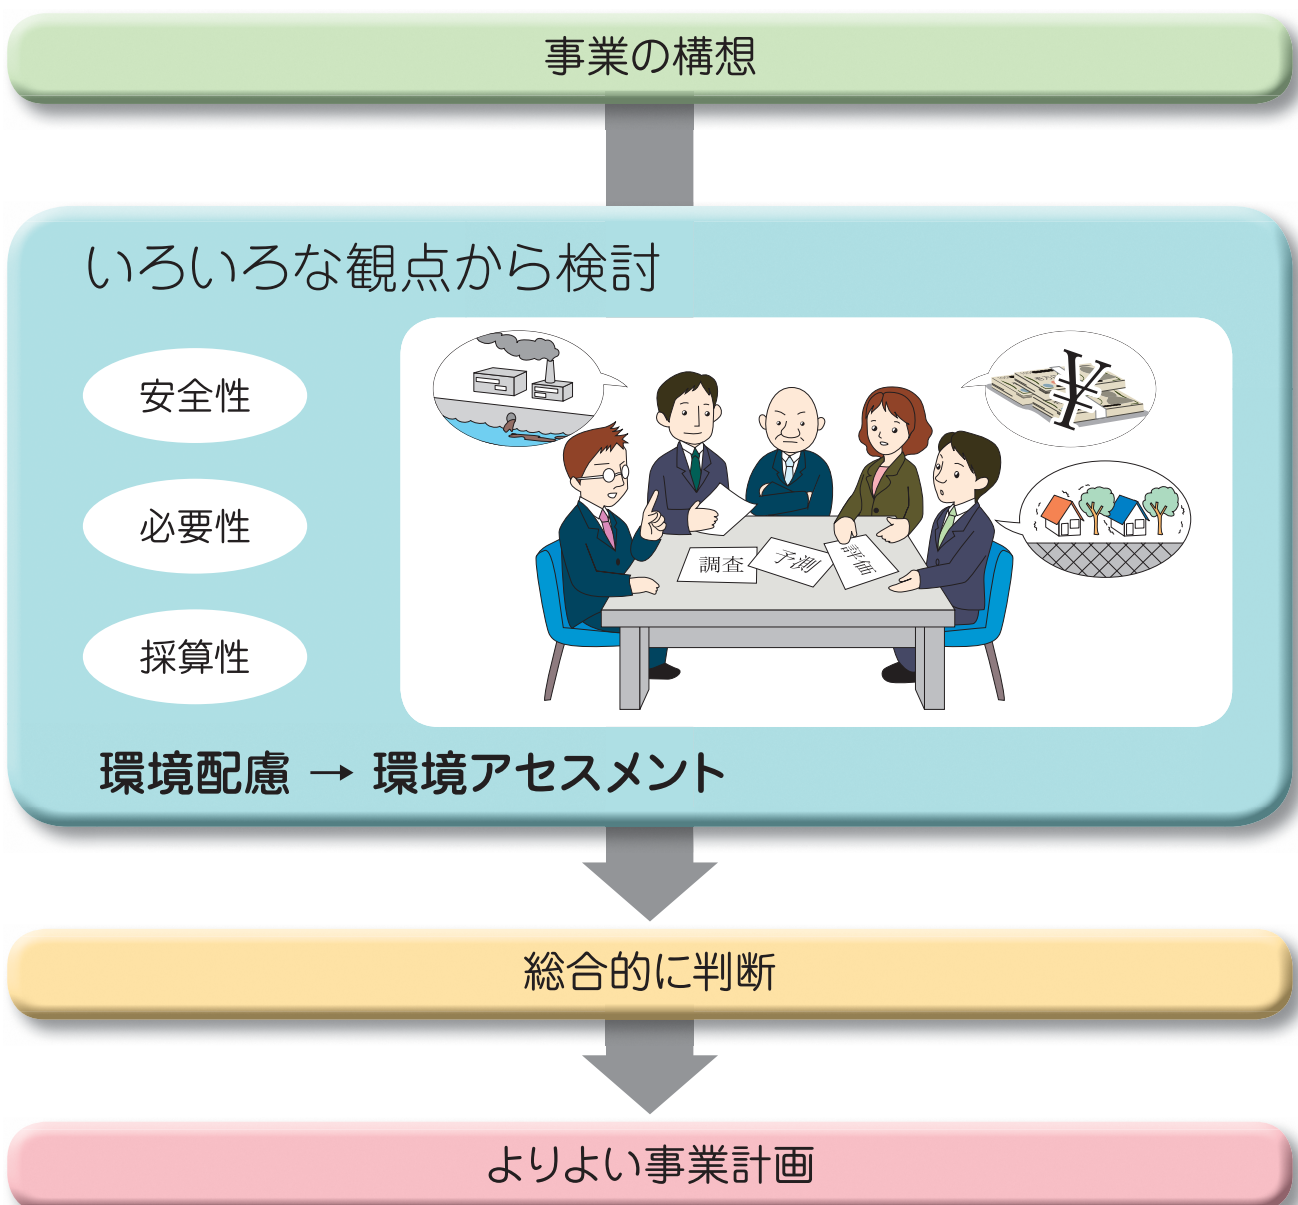 事業の構想
いろいろな観点から検討
安全性
必要性
採算性
¥
調査
予測
評価
環境配慮 → 環境アセスメント
総合的に判断
よりよい事業計画